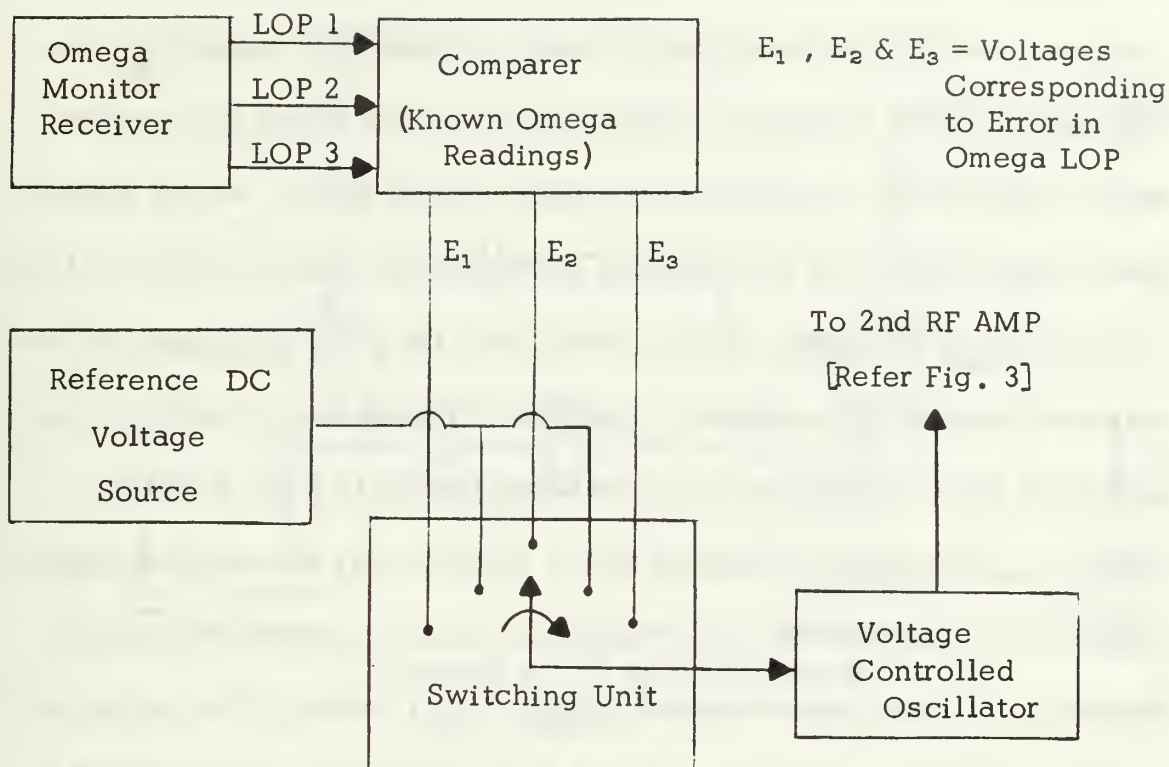 Omega
Monitor
Receiver
LOP 1
LOP 2
LOP 3
Comparer
(Known Omega
Readings)
E₁ , E₂ & E₃ = Voltages
Corresponding
to Error in
Omega LOP
E₁
E₂
E₃
Reference DC
Voltage
Source
To 2nd RF AMP
[Refer Fig. 3]
Switching Unit
Voltage
Controlled
Oscillator